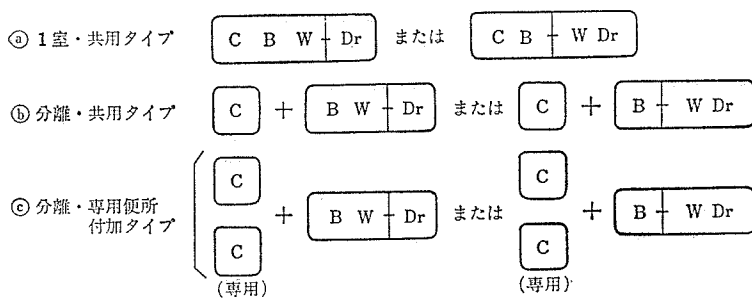 ⓐ 1室・共用タイプ C B W Dr または C B W Dr
ⓑ 分離・共用タイプ C + B W Dr または C + B W Dr
ⓒ 分離・専用便所付加タイプ C C (専用) + B W Dr または C C (専用) + B W Dr